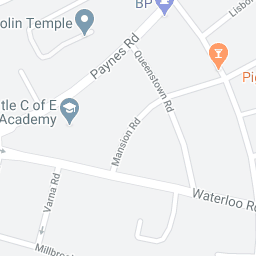 olin Temple
BP
Lisbo
Paynes Rd
Queenstown Rd
Pi
tle C of E
Academy
Mansion Rd
Varna Rd
Waterloo R
Millbro